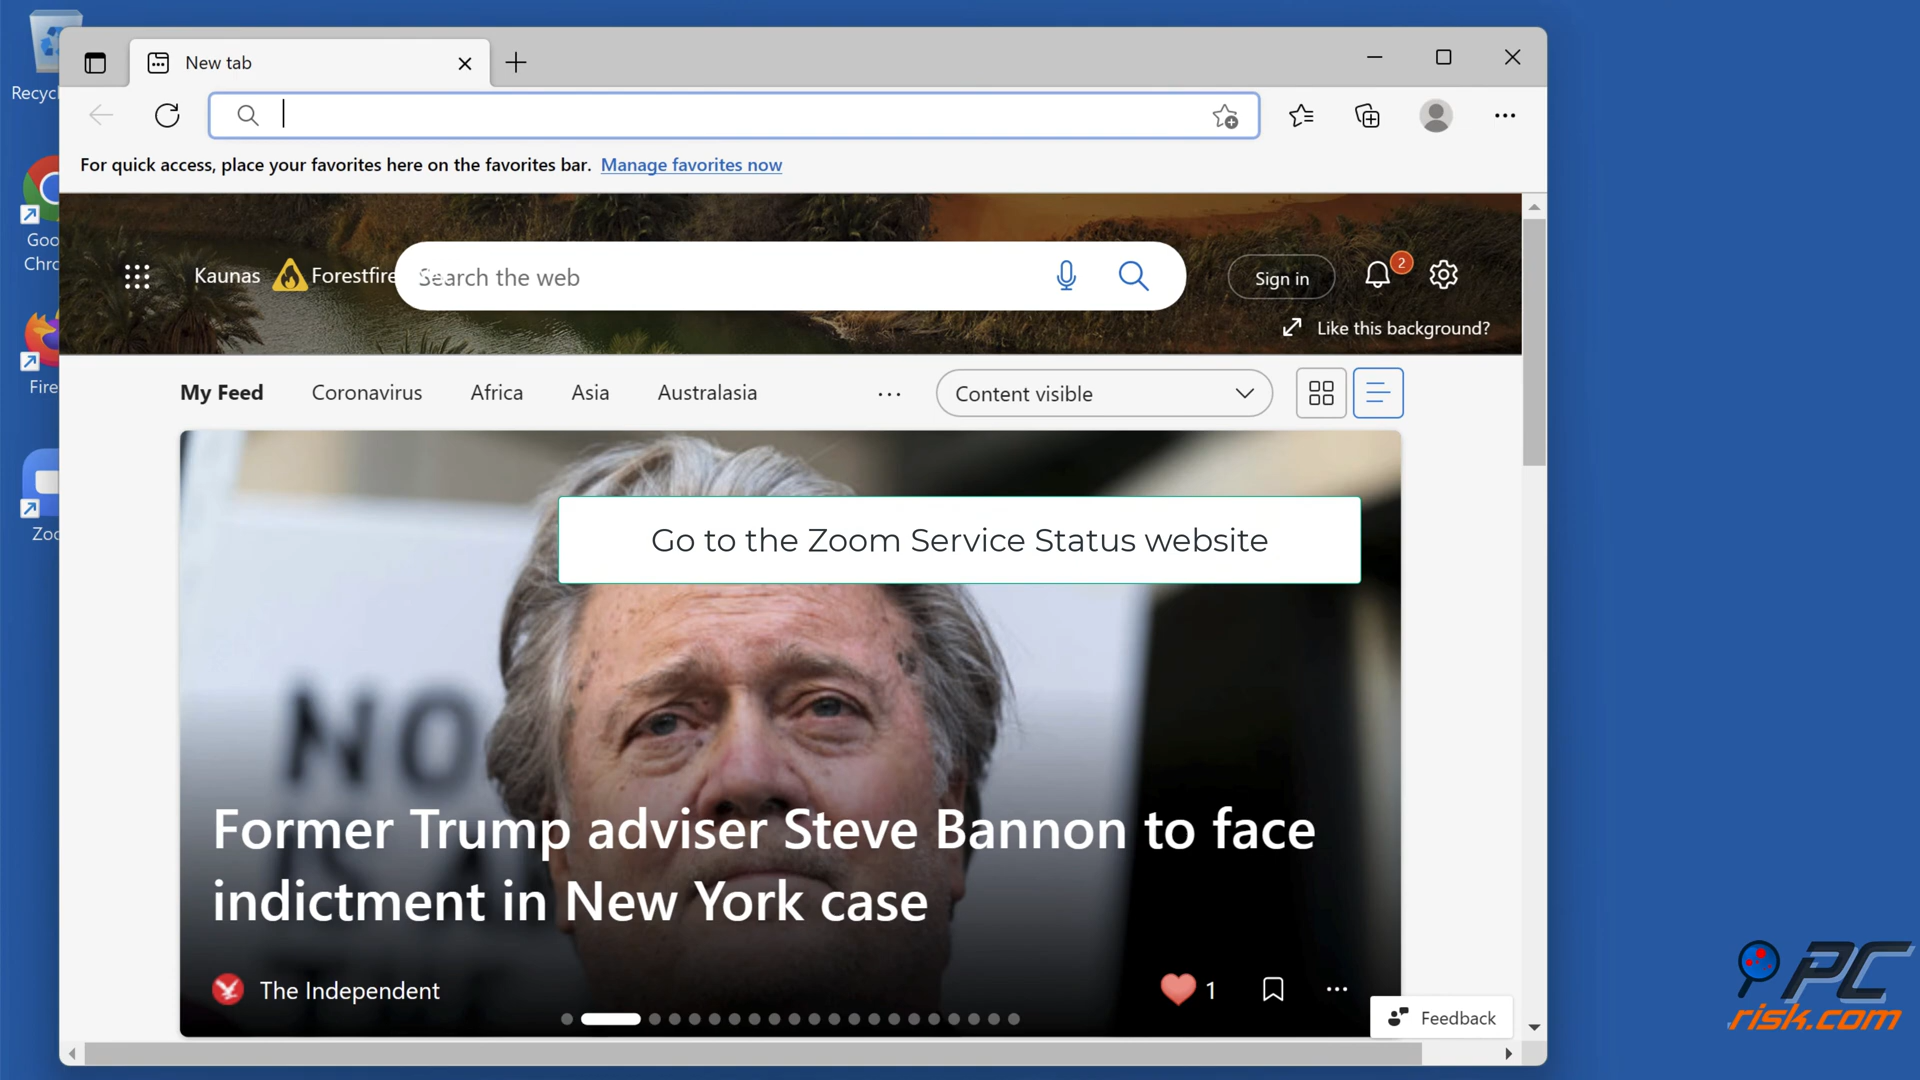 Recycl
New tab
For quick access, place your favorites here on the favorites bar. Manage favorites now
Goo
Chro
Fire
Zoo
Kaunas Forestfire
Search the web
Sign in
2
Like this background?
My Feed Coronavirus Africa Asia Australasia
Content visible
Go to the Zoom Service Status website
NO
Former Trump adviser Steve Bannon to face
indictment in New York case
The Independent
1
Feedback
PC
risk.com